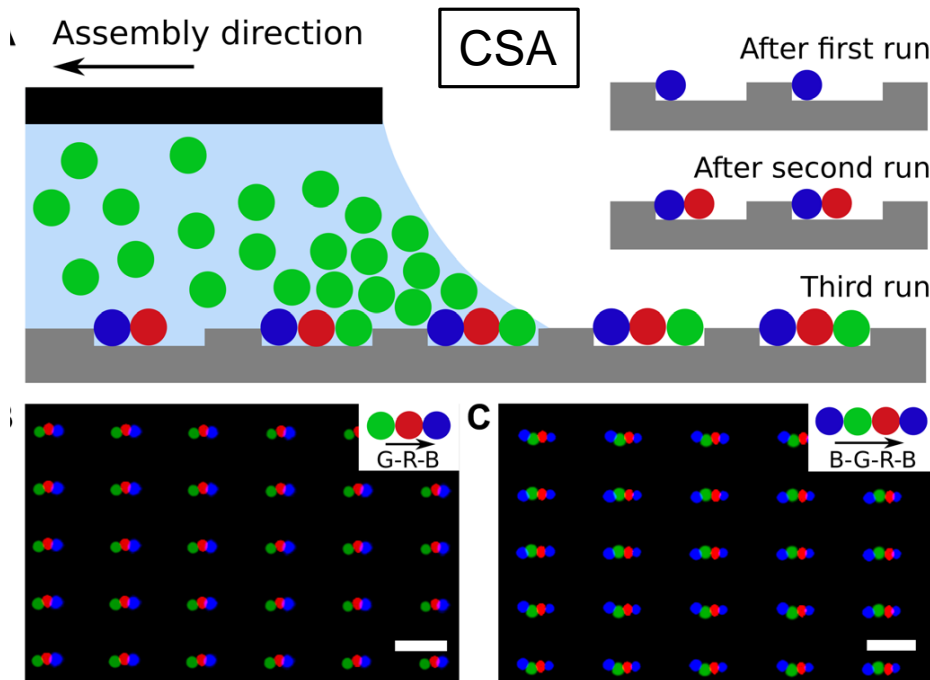 Assembly direction
CSA
After first run
After second run
Third run
G-R-B
C
B-G-R-B